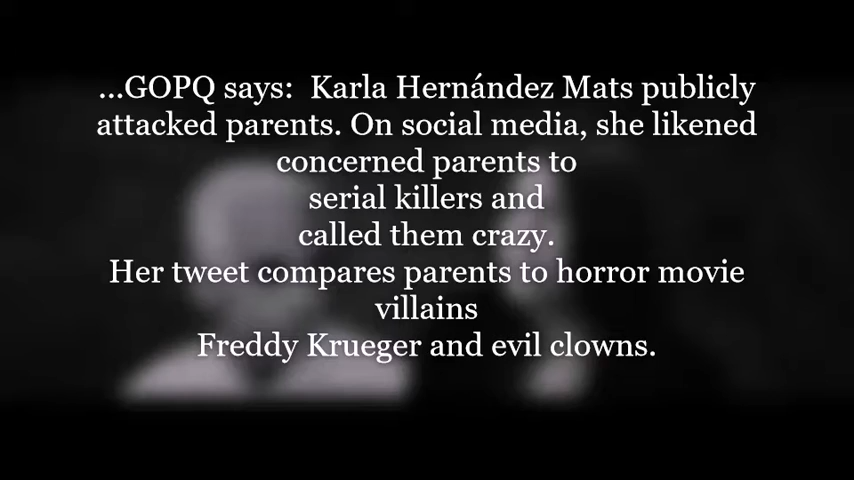 ...GOPQ says:  Karla Hernández Mats publicly
attacked parents. On social media, she likened
concerned parents to
serial killers and
called them crazy.
Her tweet compares parents to horror movie
villains
Freddy Krueger and evil clowns.